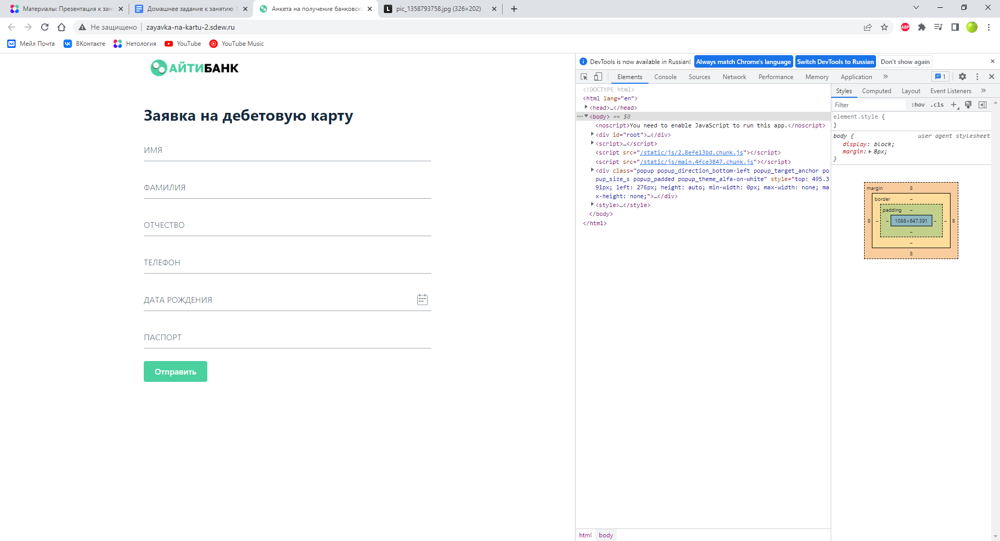 Материалы: Презентация к зан
Домашнее задание к занятию 1
Анкета на получение банковск
pic_1358793758.jpg (326×202)
Не защищено
zayavka-na-kartu-2.sdew.ru
ABP
Мейл Почта
ВКонтакте
Нетология
YouTube
YouTube Music
АЙТИБАНК
Заявка на дебетовую карту
ИМЯ
ФАМИЛИЯ
ОТЧЕСТВО
ТЕЛЕФОН
ДАТА РОЖДЕНИЯ
ПАСПОРТ
Отправить
DevTools is now available in Russian!
Always match Chrome's language
Switch DevTools to Russian
Don't show again
Elements
Console
Sources
Network
Performance
Memory
Application
1
<!DOCTYPE html>
<html lang="en">
<head>…</head>
<body> == $0
<noscript>You need to enable JavaScript to run this app.</noscript>
<div id="root">…</div>
<script>…</script>
<script src="/static/js/2.8efe13bd.chunk.js"></script>
<script src="/static/js/main.4fce3847.chunk.js"></script>
<div class="popup popup_direction_bottom-left popup_target_anchor po
pup_size_s popup_padded popup_theme_alfa-on-white" style="top: 495.3
91px; left: 276px; height: auto; min-width: 0px; max-width: none; ma
x-height: none;">…</div>
<style>…</style>
</body>
</html>
html
body
Styles
Computed
Layout
Event Listeners
Filter
:hov
.cls
element.style {
}
body {
user agent stylesheet
display: block;
margin: 8px;
}
margin
8
border
–
padding
–
8
–
–
1088×647.391
–
–
8
–
–
8